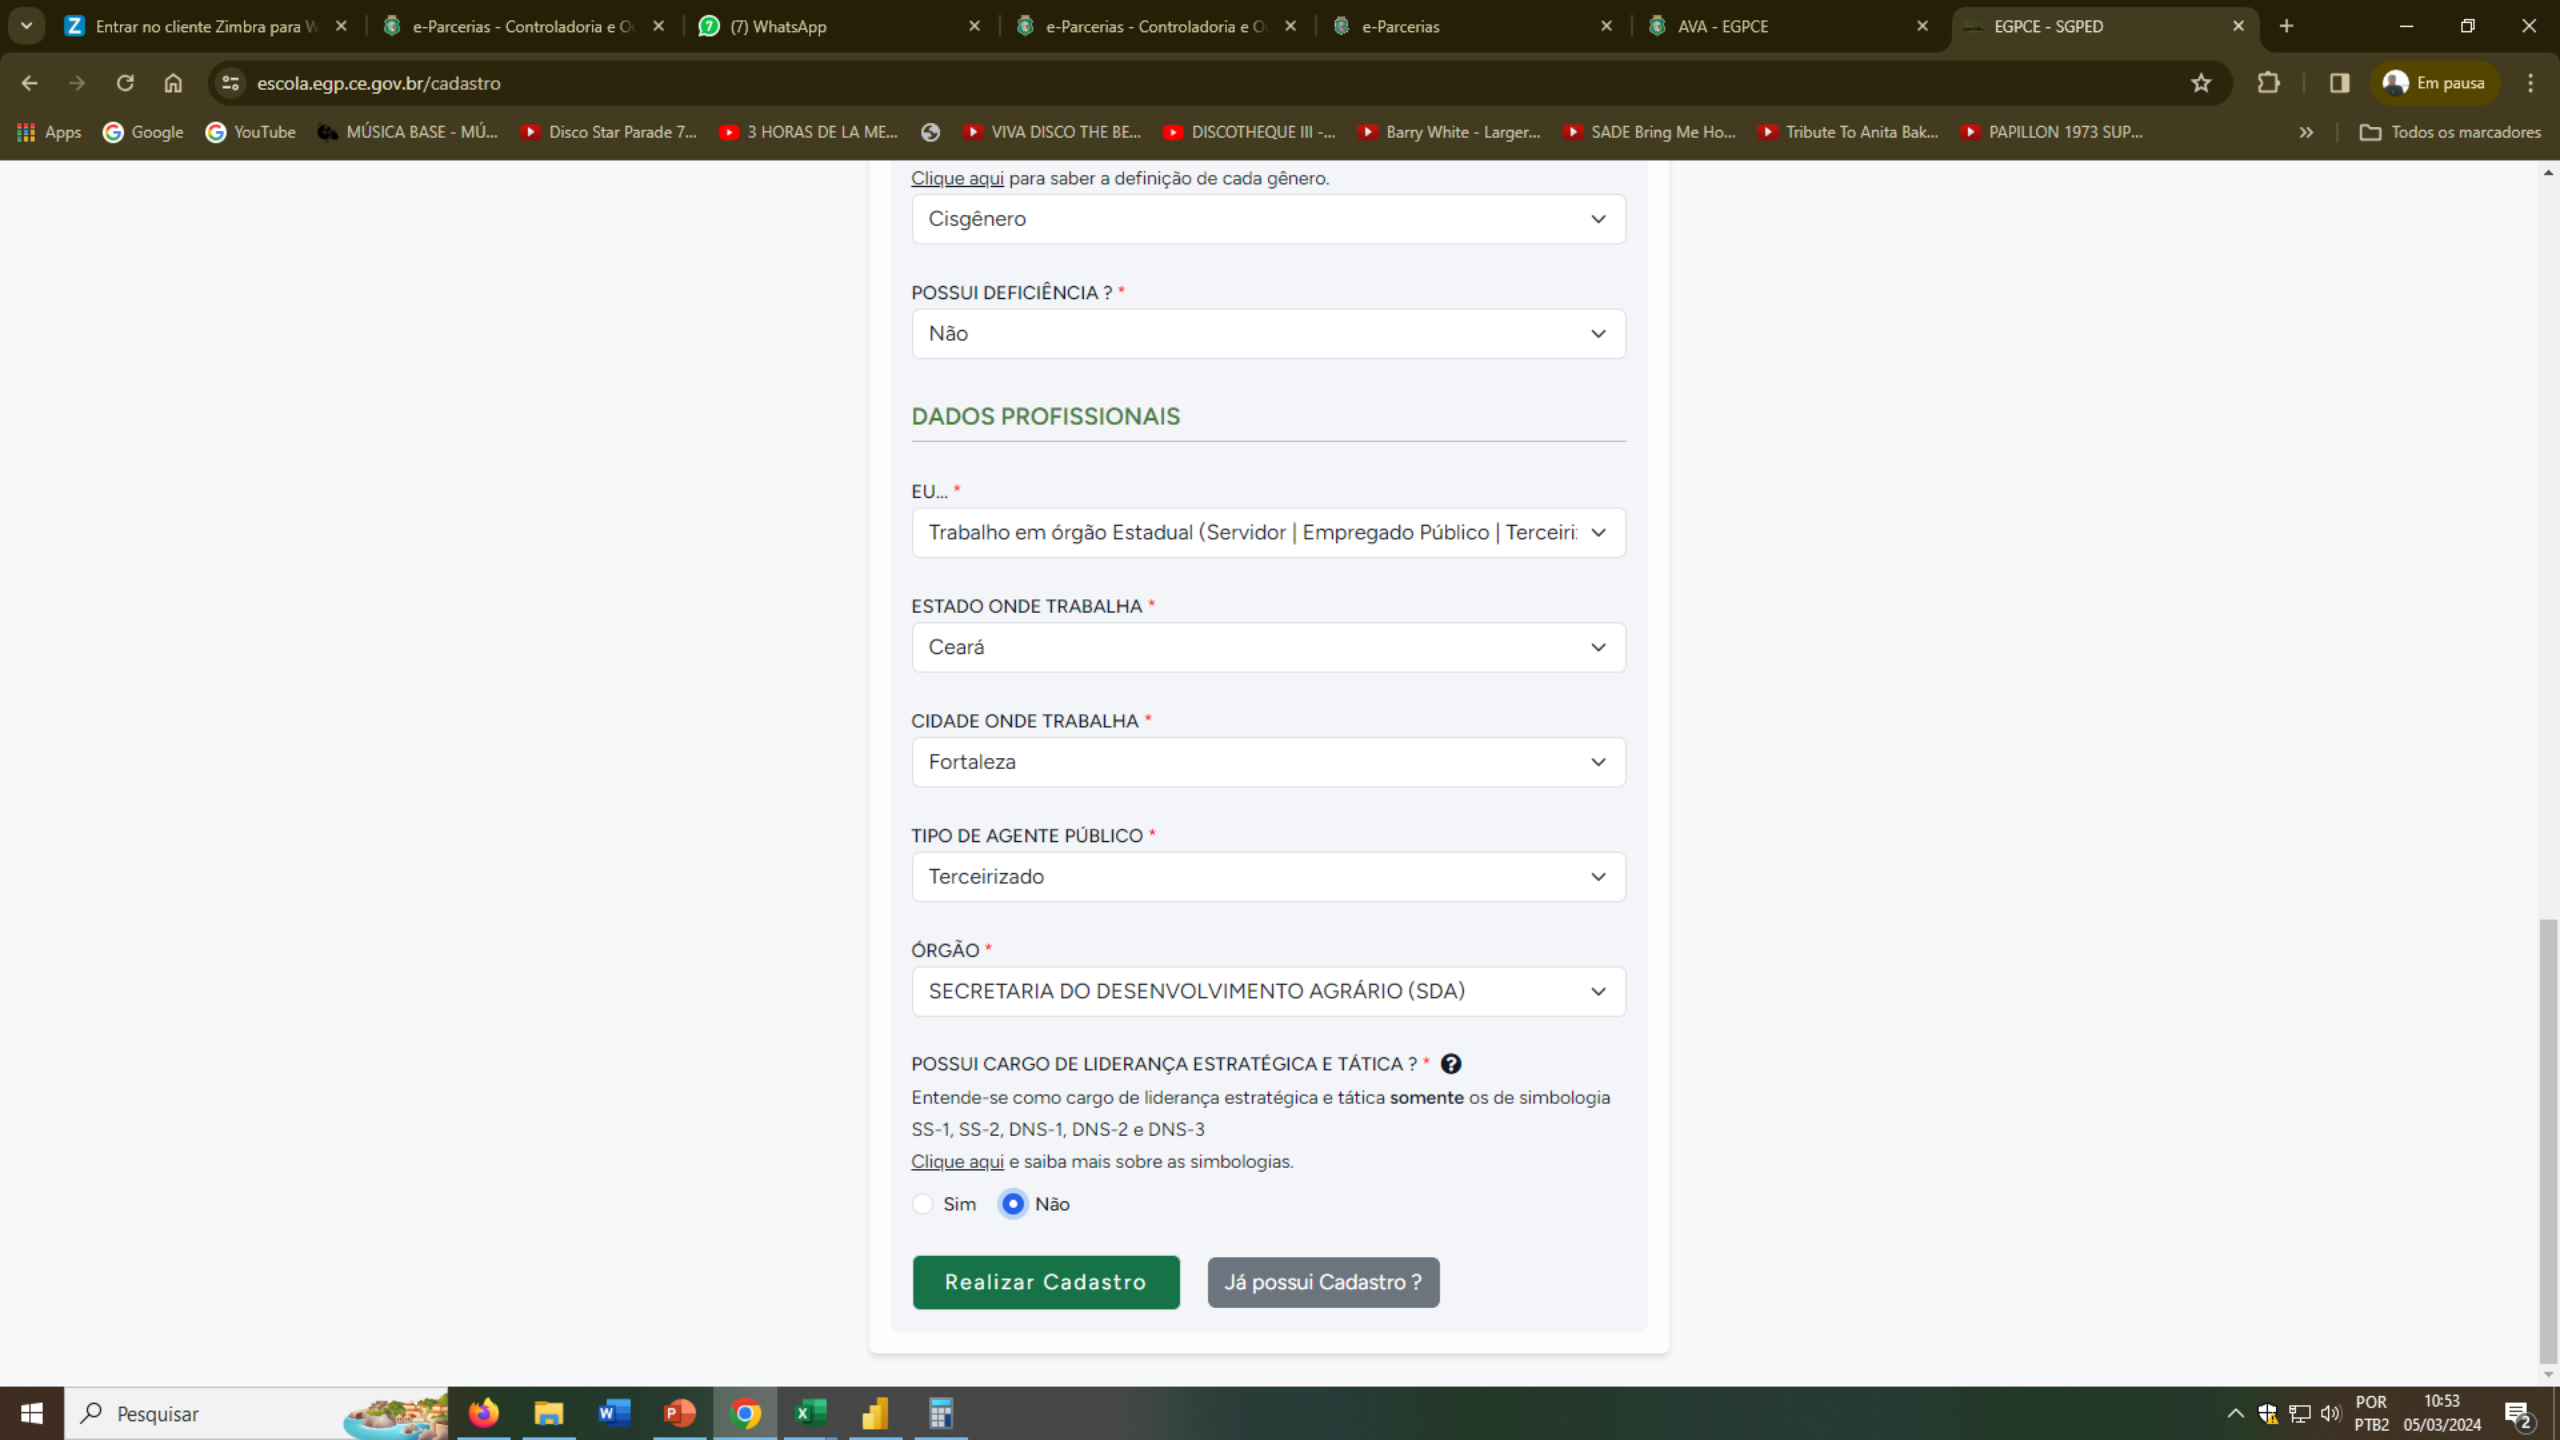 Entrar no cliente Zimbra para W
e-Parcerias - Controladoria e O
(7) WhatsApp
e-Parcerias - Controladoria e O
e-Parcerias
AVA - EGPCE
EGPCE - SGPED
escola.egp.ce.gov.br/cadastro
Em pausa
Apps
Google
YouTube
MÚSICA BASE - MÚ...
Disco Star Parade 7...
3 HORAS DE LA ME...
VIVA DISCO THE BE...
DISCOTHEQUE III -...
Barry White - Larger...
SADE Bring Me Ho...
Tribute To Anita Bak...
PAPILLON 1973 SUP...
Todos os marcadores
Clique aqui para saber a definição de cada gênero.
Cisgênero
POSSUI DEFICIÊNCIA ? *
Não
DADOS PROFISSIONAIS
EU... *
Trabalho em órgão Estadual (Servidor | Empregado Público | Terceiri
ESTADO ONDE TRABALHA *
Ceará
CIDADE ONDE TRABALHA *
Fortaleza
TIPO DE AGENTE PÚBLICO *
Terceirizado
ÓRGÃO *
SECRETARIA DO DESENVOLVIMENTO AGRÁRIO (SDA)
POSSUI CARGO DE LIDERANÇA ESTRATÉGICA E TÁTICA ? * ?
Entende-se como cargo de liderança estratégica e tática somente os de simbologia
SS-1, SS-2, DNS-1, DNS-2 e DNS-3
Clique aqui e saiba mais sobre as simbologias.
Sim Não
Realizar Cadastro
Já possui Cadastro ?
Pesquisar
POR
PTB2
10:53
05/03/2024
2